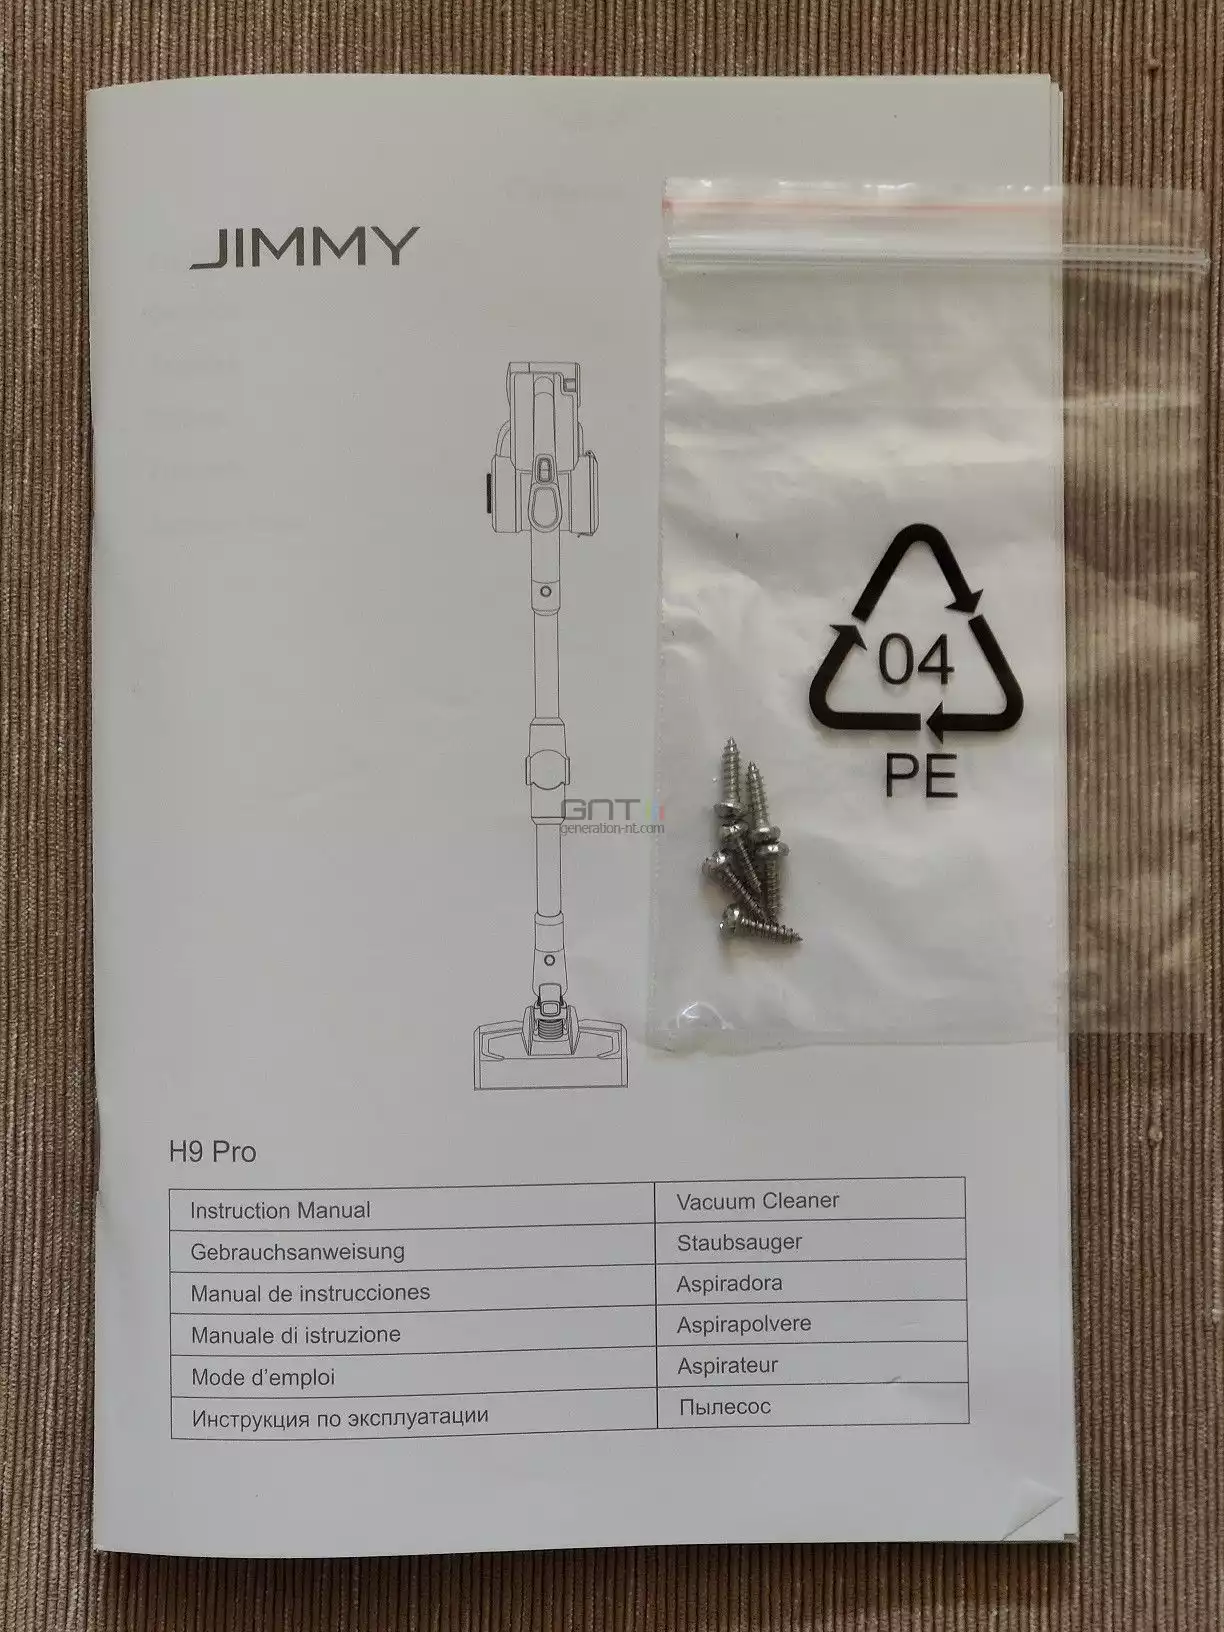 JIMMY
04
PE
GNT
generation-nt.com
H9 Pro
Instruction Manual
Vacuum Cleaner
Gebrauchsanweisung
Staubsauger
Manual de instrucciones
Aspiradora
Manuale di istruzione
Aspirapolvere
Mode d'emploi
Aspirateur
Инструкция по эксплуатации
Пылесос